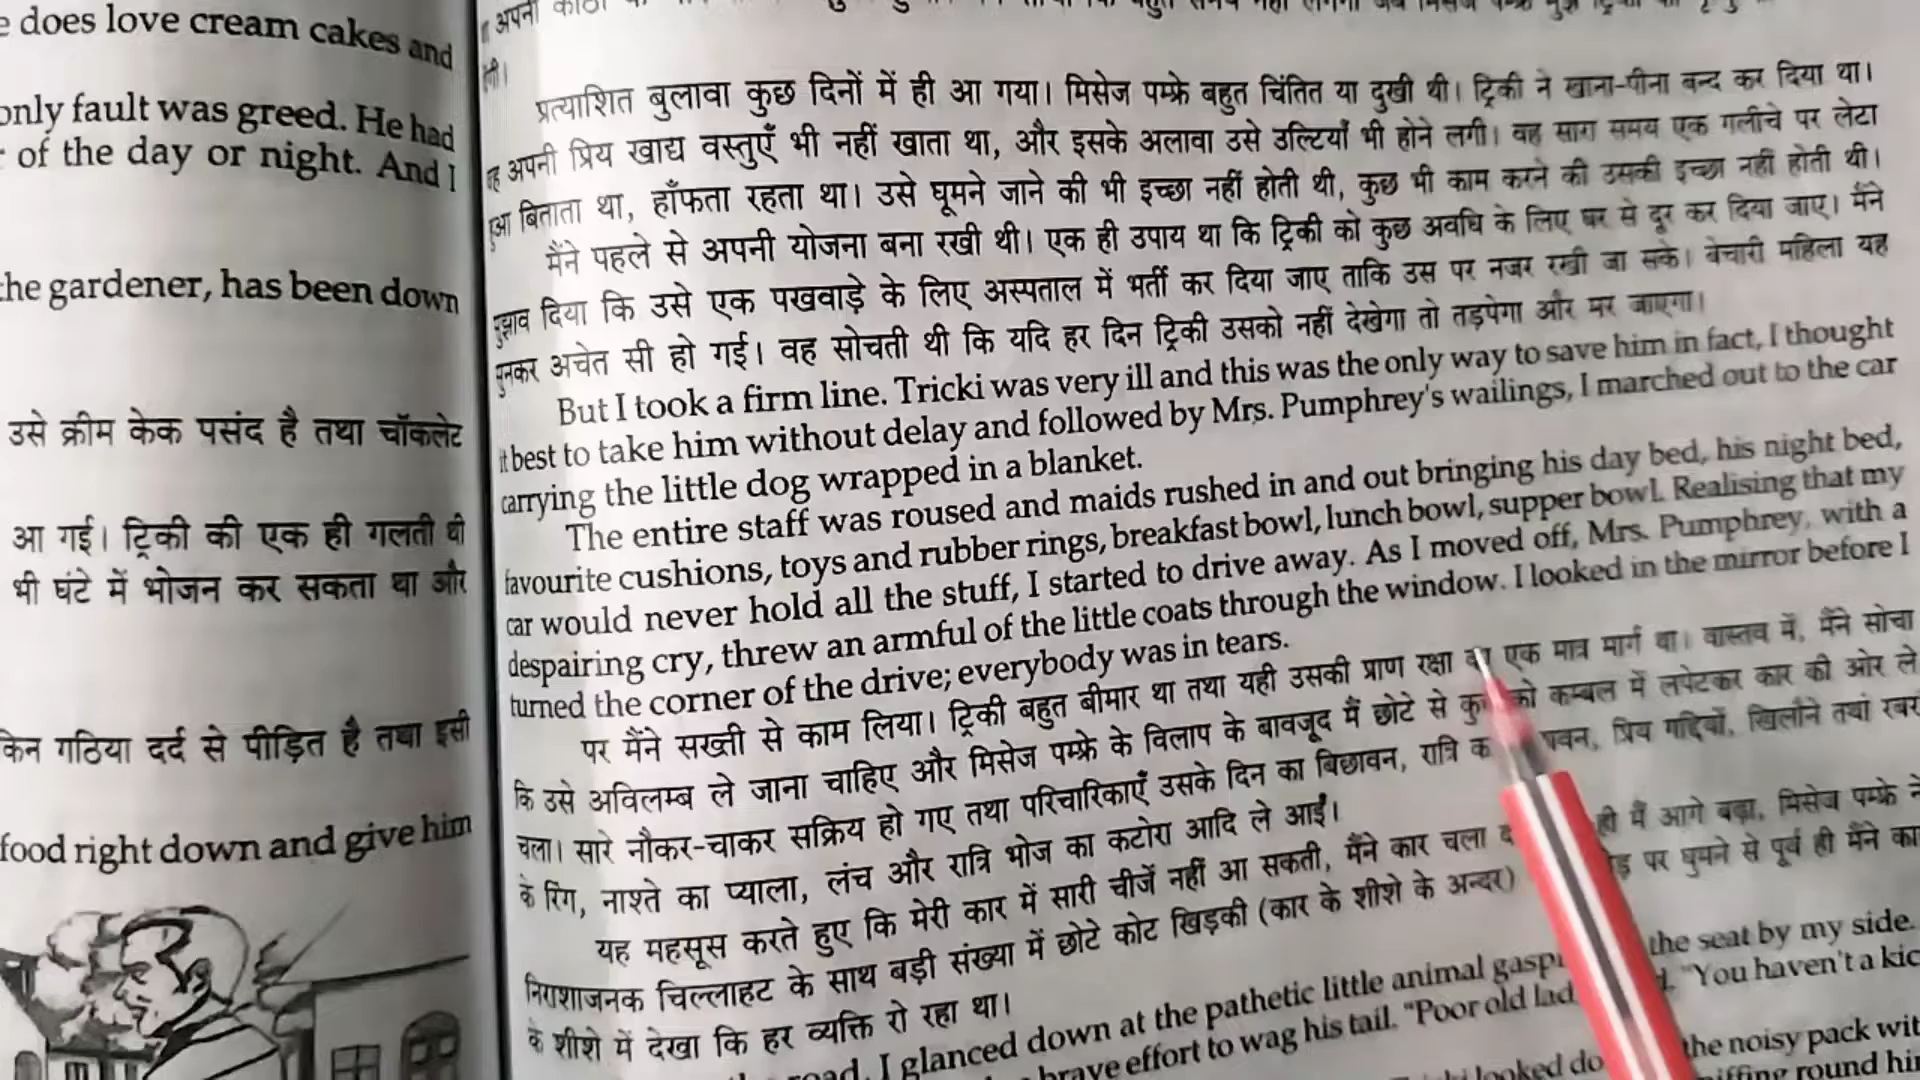 does love cream cakes and
only fault was greed. He had
of the day or night. And I
the gardener, has been down
उसे क्रीम केक पसंद है तथा चॉकलेट
आ गई। ट्रिकी की एक ही गलती थी
भी घंटे में भोजन कर सकता था और
किन गठिया दर्द से पीड़ित है तथा इसी
food right down and give him
अपनी
प्रत्याशित बुलावा कुछ दिनों में ही आ गया। मिसेज पम्फ्रे बहुत चिंतित या दुखी थी। ट्रिकी ने खाना-पीना बन्द कर दिया था।
ह अपनी प्रिय खाद्य वस्तुएँ भी नहीं खाता था, और इसके अलावा उसे उल्टियाँ भी होने लगी। वह सारा समय एक गलीचे पर लेटा
हुआ बिताता था, हाँफता रहता था। उसे घूमने जाने की भी इच्छा नहीं होती थी, कुछ भी काम करने की उसकी इच्छा नहीं होती थी।
मैंने पहले से अपनी योजना बना रखी थी। एक ही उपाय था कि ट्रिकी को कुछ अवधि के लिए घर से दूर कर दिया जाए। मैंने
सुझाव दिया कि उसे एक पखवाड़े के लिए अस्पताल में भर्ती कर दिया जाए ताकि उस पर नजर रखी जा सके। बेचारी महिला यह
सुनकर अचेत सी हो गई। वह सोचती थी कि यदि हर दिन ट्रिकी उसको नहीं देखेगा तो तड़पेगा और मर जाएगा।
But I took a firm line. Tricki was very ill and this was the only way to save him in fact, I thought
it best to take him without delay and followed by Mrs. Pumphrey's wailings, I marched out to the car
carrying the little dog wrapped in a blanket.
The entire staff was roused and maids rushed in and out bringing his day bed, his night bed,
favourite cushions, toys and rubber rings, breakfast bowl, lunch bowl, supper bowl. Realising that my
car would never hold all the stuff, I started to drive away. As I moved off, Mrs. Pumphrey, with a
despairing cry, threw an armful of the little coats through the window. I looked in the mirror before I
turned the corner of the drive; everybody was in tears.
पर मैंने सख्ती से काम लिया। ट्रिकी बहुत बीमार था तथा यही उसकी प्राण रक्षा का एक मात्र मार्ग था। वास्तव में, मैंने सोचा
कि उसे अविलम्ब ले जाना चाहिए और मिसेज पम्फ्रे के विलाप के बावजूद मैं छोटे से को कम्बल में लपेटकर कार की ओर ले
चला। सारे नौकर-चाकर सक्रिय हो गए तथा परिचारिकाएँ उसके दिन का बिछावन, रात्रि प्रिय गद्दियाँ, खिलौने तथा रबर
के रिंग, नाश्ते का प्याला, लंच और रात्रि भोज का कटोरा आदि ले आईं।
यह महसूस करते हुए कि मेरी कार में सारी चीजें नहीं आ सकती, मैंने कार चला ही मैं आगे बढ़ा, मिसेज पम्फ्रे ने
निराशाजनक चिल्लाहट के साथ बड़ी संख्या में छोटे कोट खिड़की (कार के शीशे के अन्दर) पर घुमने से पूर्व ही मैंने का
के शीशे में देखा कि हर व्यक्ति रो रहा था।
road, I glanced down at the pathetic little animal the seat by my side.
brave effort to wag his tail. "Poor old "You haven't a
looked the noisy pack
round